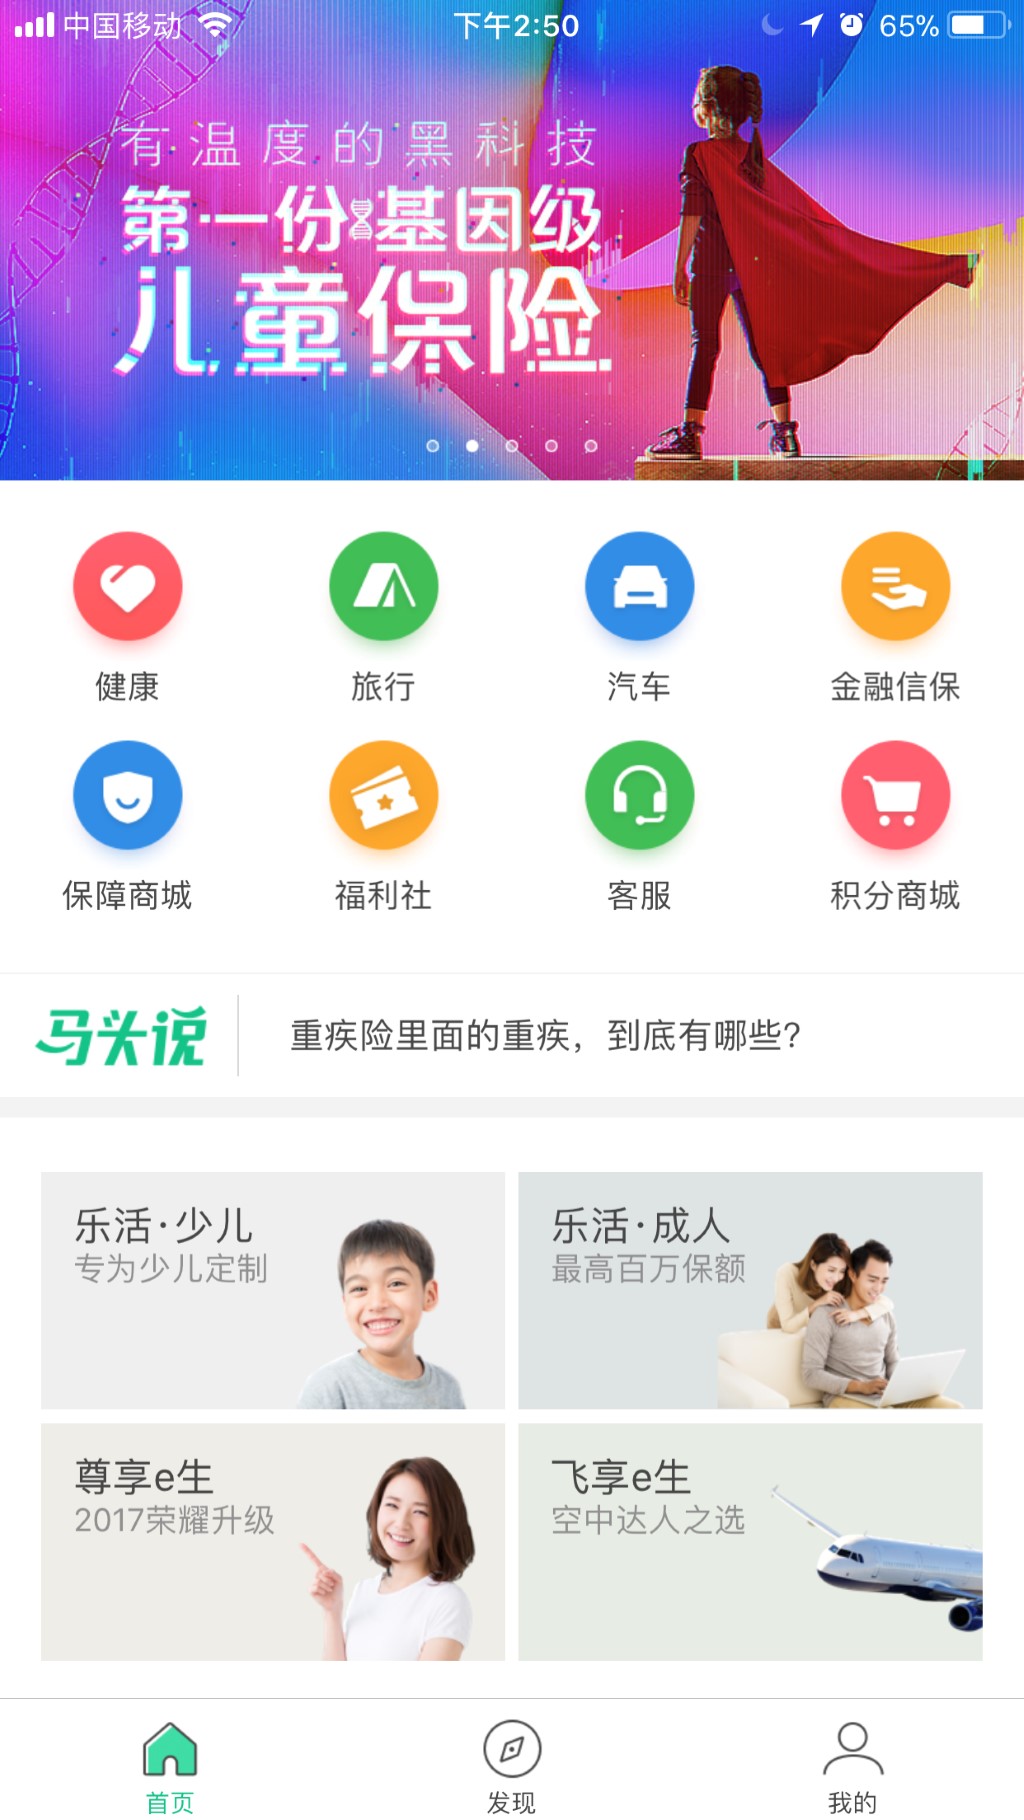 中国移动 下午2:50 65%
有温度的黑科技
第一份基因级
儿童保险
健康 旅行 汽车 金融信保
保障商城 福利社 客服 积分商城
马头说 重疾险里面的重疾，到底有哪些?
乐活·少儿
专为少儿定制
乐活·成人
最高百万保额
尊享e生
2017荣耀升级
飞享e生
空中达人之选
首页 发现 我的